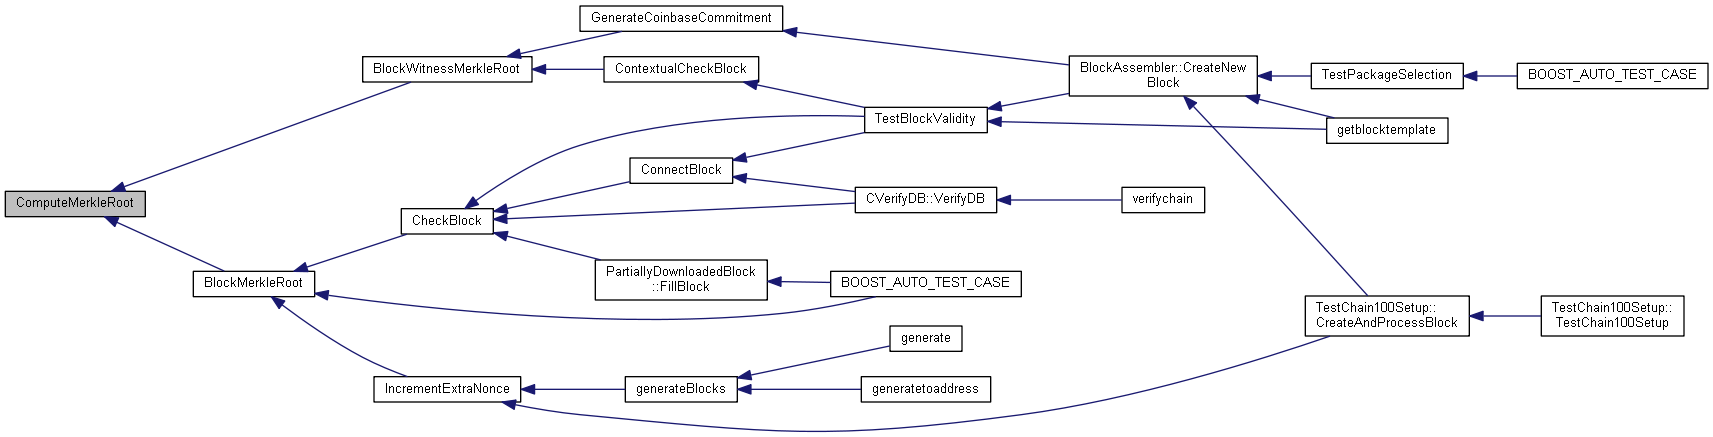 GenerateCoinbaseCommitment
BlockWitnessMerkleRoot
ContextualCheckBlock
BlockAssembler::CreateNew
Block
TestPackageSelection
BOOST_AUTO_TEST_CASE
TestBlockValidity
getblocktemplate
ConnectBlock
ComputeMerkleRoot
CheckBlock
CVerifyDB::VerifyDB
verifychain
BlockMerkleRoot
PartiallyDownloadedBlock
::FillBlock
BOOST_AUTO_TEST_CASE
TestChain100Setup::
CreateAndProcessBlock
TestChain100Setup::
TestChain100Setup
generate
IncrementExtraNonce
generateBlocks
generatetoaddress